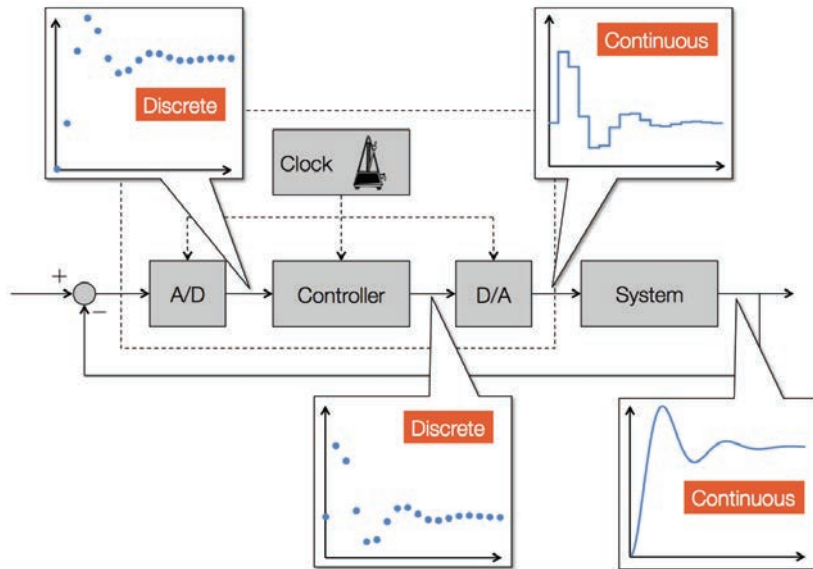 Discrete
Continuous
Clock
+
−
A/D
Controller
D/A
System
Discrete
Continuous